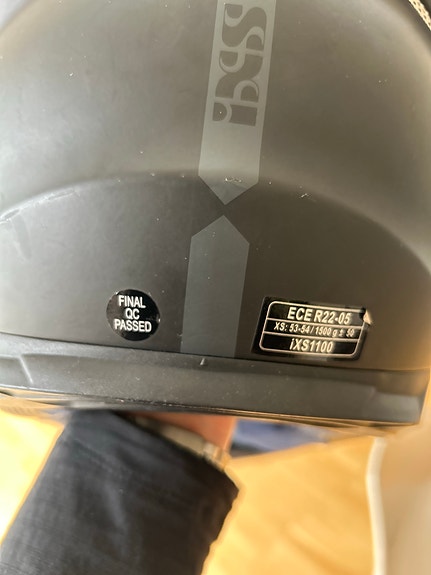 iXS
FINAL
QC
PASSED
ECE R22-05
XS: 53-54 / 1500 g ± 50
iXS1100